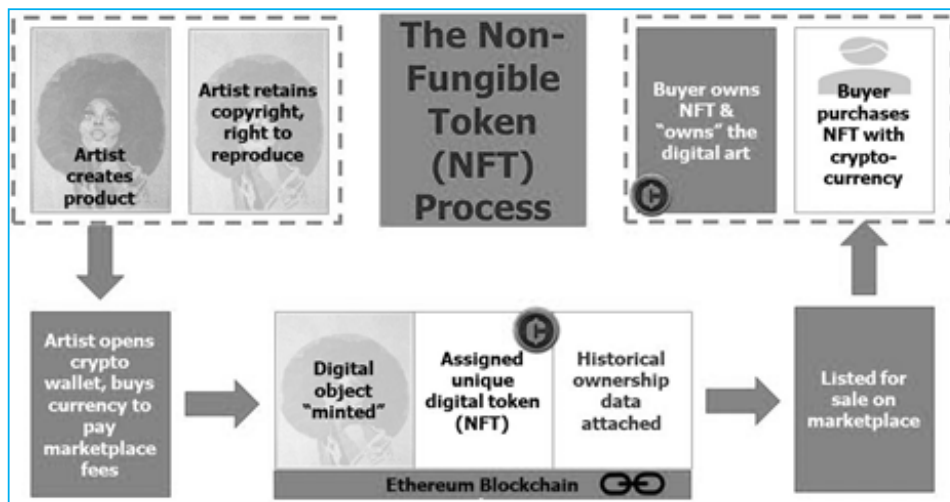 Artist
creates
product
Artist retains
copyright,
right to
reproduce
The Non-
Fungible
Token
(NFT)
Process
Buyer owns
NFT &
“owns” the
digital art
Buyer
purchases
NFT with
crypto-
currency
Artist opens
crypto
wallet, buys
currency to
pay
marketplace
fees
Digital
object
“minted”
Assigned
unique
digital token
(NFT)
Historical
ownership
data
attached
Ethereum Blockchain
Listed for
sale on
marketplace